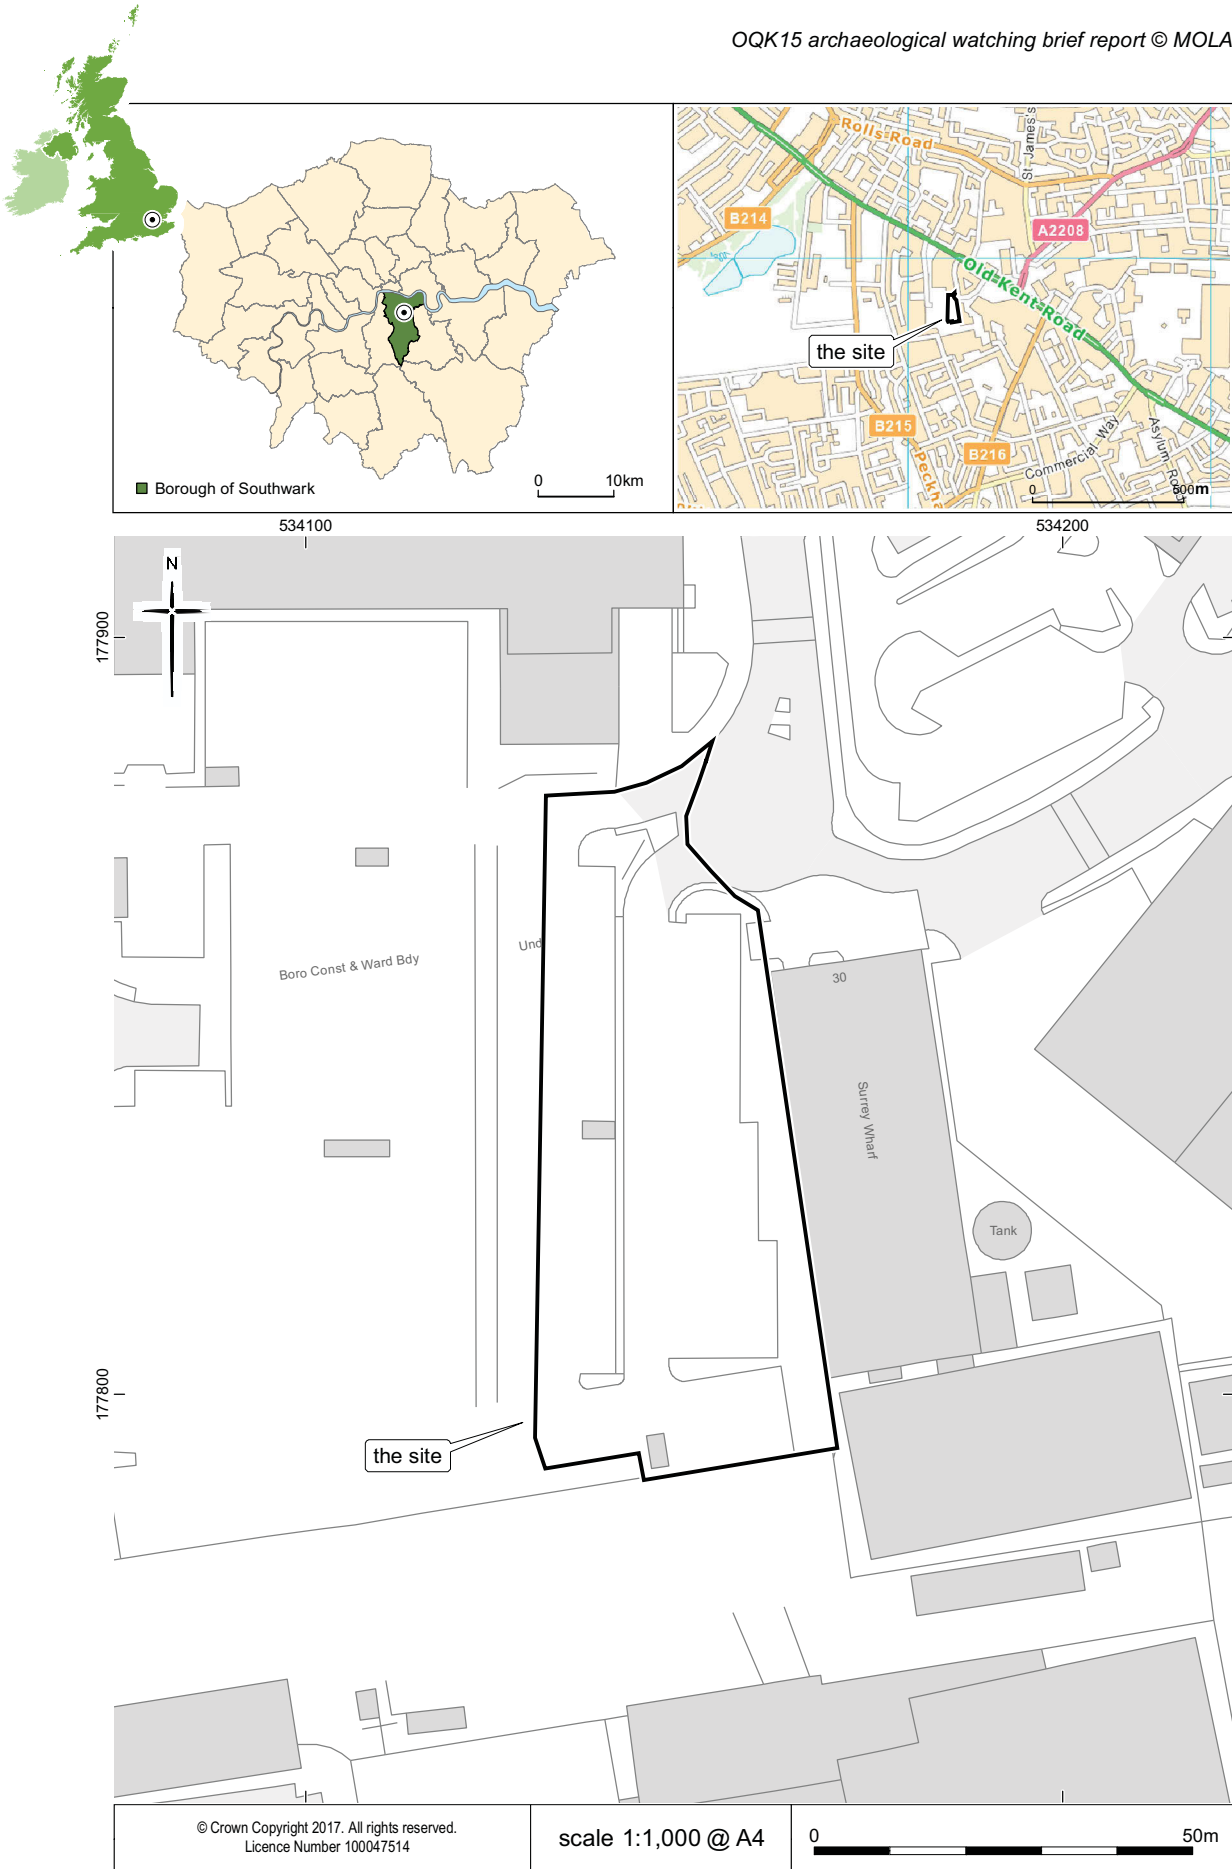 OQK15 archaeological watching brief report © MOLA
Borough of Southwark
0 10km
Rolls Road
St. James's
B214
A2208
Old Kent Road
the site
B215
B216
Peckha
Commercial Way
Asylum Road
0 500m
534100
534200
N
177900
Und
Boro Const & Ward Bdy
30
Surrey Wharf
Tank
177800
the site
© Crown Copyright 2017. All rights reserved.
Licence Number 100047514
scale 1:1,000 @ A4
0 50m